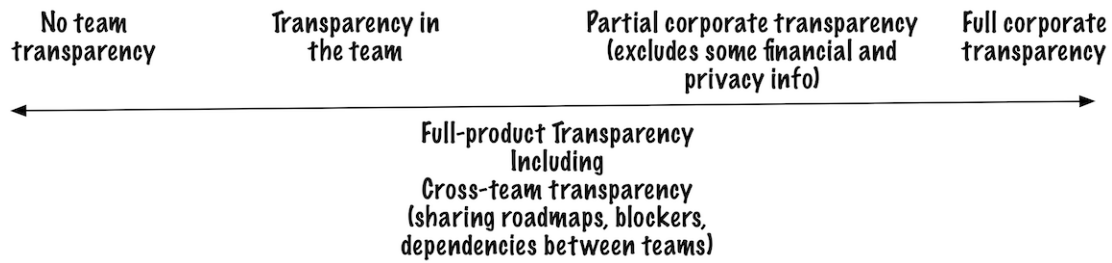 No team
transparency
Transparency in
the team
Partial corporate transparency
(excludes some financial and
privacy info)
Full corporate
transparency
Full-product Transparency
Including
Cross-team transparency
(sharing roadmaps, blockers,
dependencies between teams)